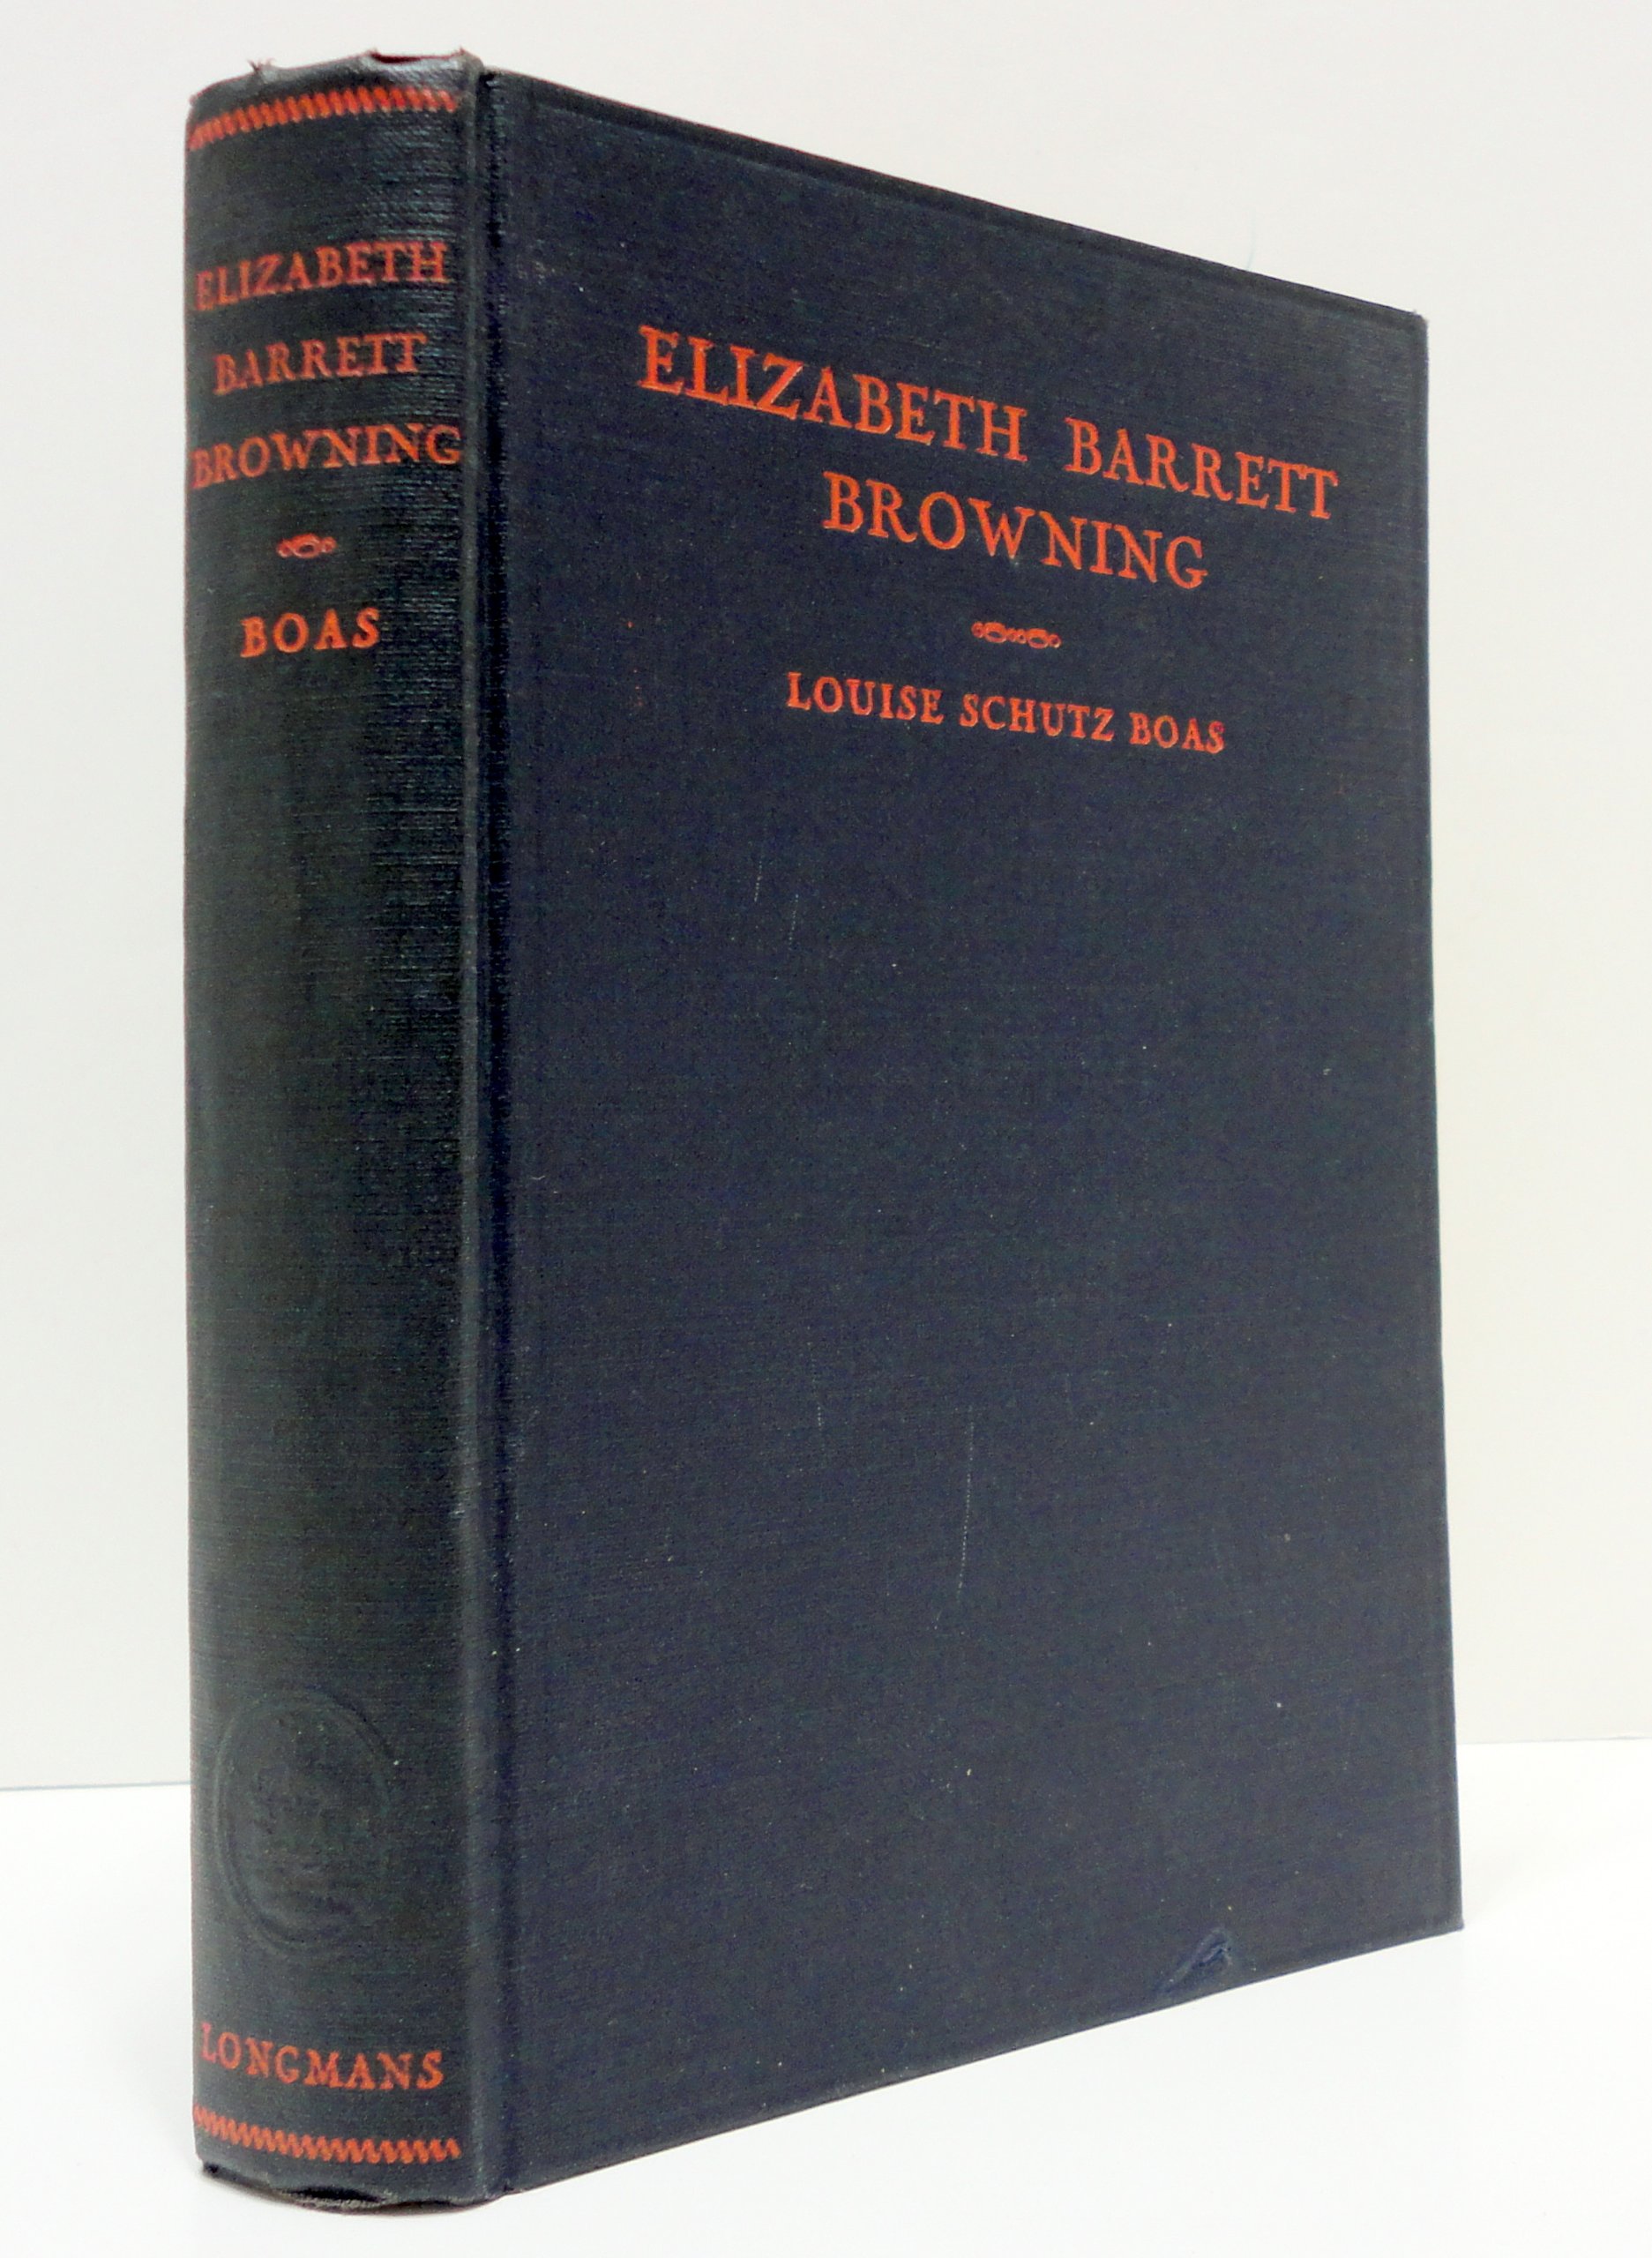 ELIZABETH
BARRETT
BROWNING
BOAS
LONGMANS
ELIZABETH BARRETT
BROWNING
LOUISE SCHUTZ BOAS